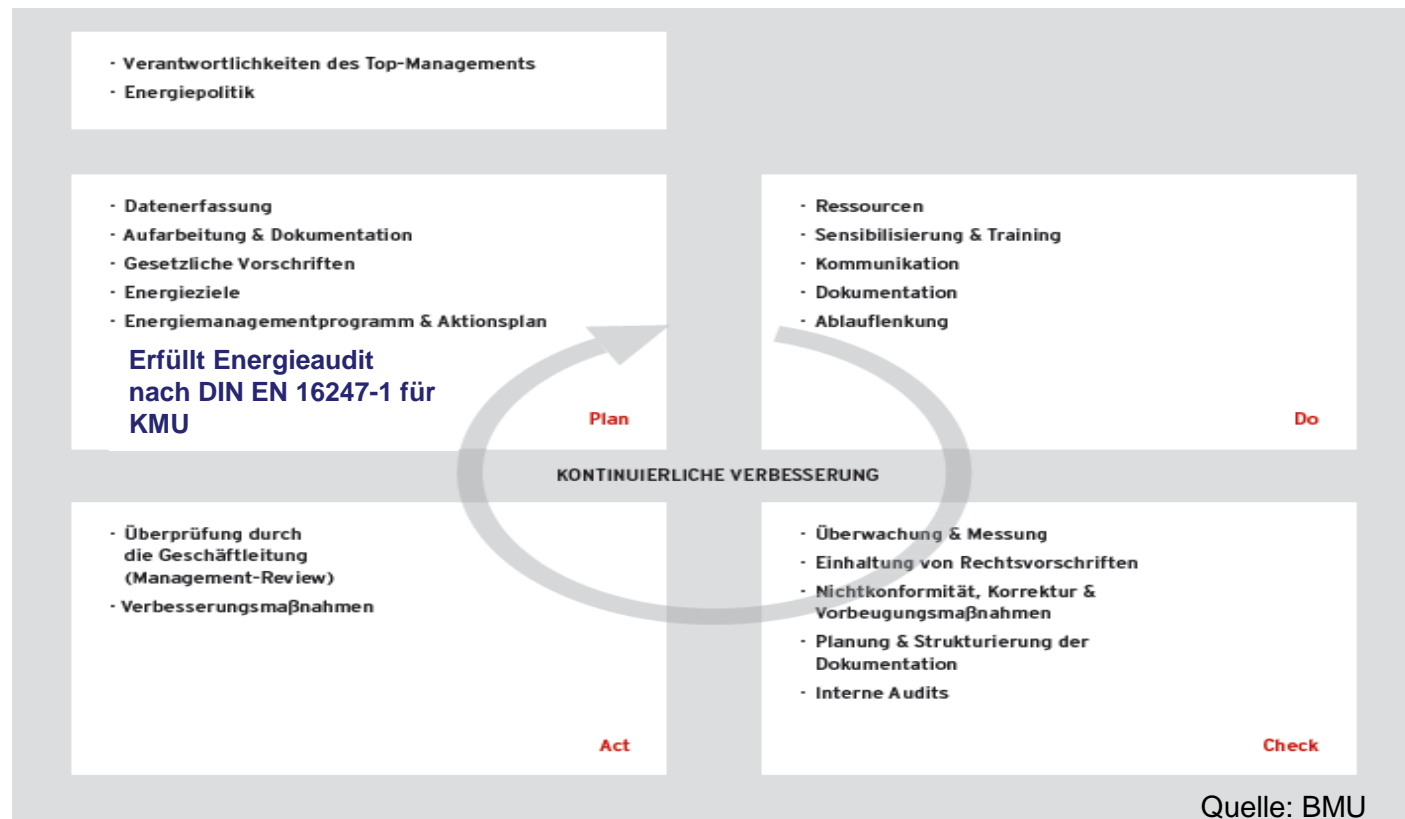 · Verantwortlichkeiten des Top-Managements
· Energiepolitik
· Datenerfassung
· Aufarbeitung & Dokumentation
· Gesetzliche Vorschriften
· Energieziele
· Energiemanagementprogramm & Aktionsplan
Erfüllt Energieaudit
nach DIN EN 16247-1 für
KMU
Plan
· Ressourcen
· Sensibilisierung & Training
· Kommunikation
· Dokumentation
· Ablauflenkung
Do
KONTINUIERLICHE VERBESSERUNG
· Überprüfung durch
die Geschäftleitung
(Management-Review)
· Verbesserungsmaßnahmen
Act
· Überwachung & Messung
· Einhaltung von Rechtsvorschriften
· Nichtkonformität, Korrektur &
Vorbeugungsmaßnahmen
· Planung & Strukturierung der
Dokumentation
· Interne Audits
Check
Quelle: BMU